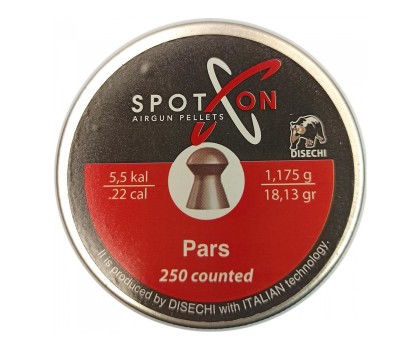 SPOT ON
AIRGUN PELLETS
DISECHI
5,5 kal
.22 cal
1,175 g
18,13 gr
Pars
250 counted
It is produced by DISECHI with ITALIAN technology.